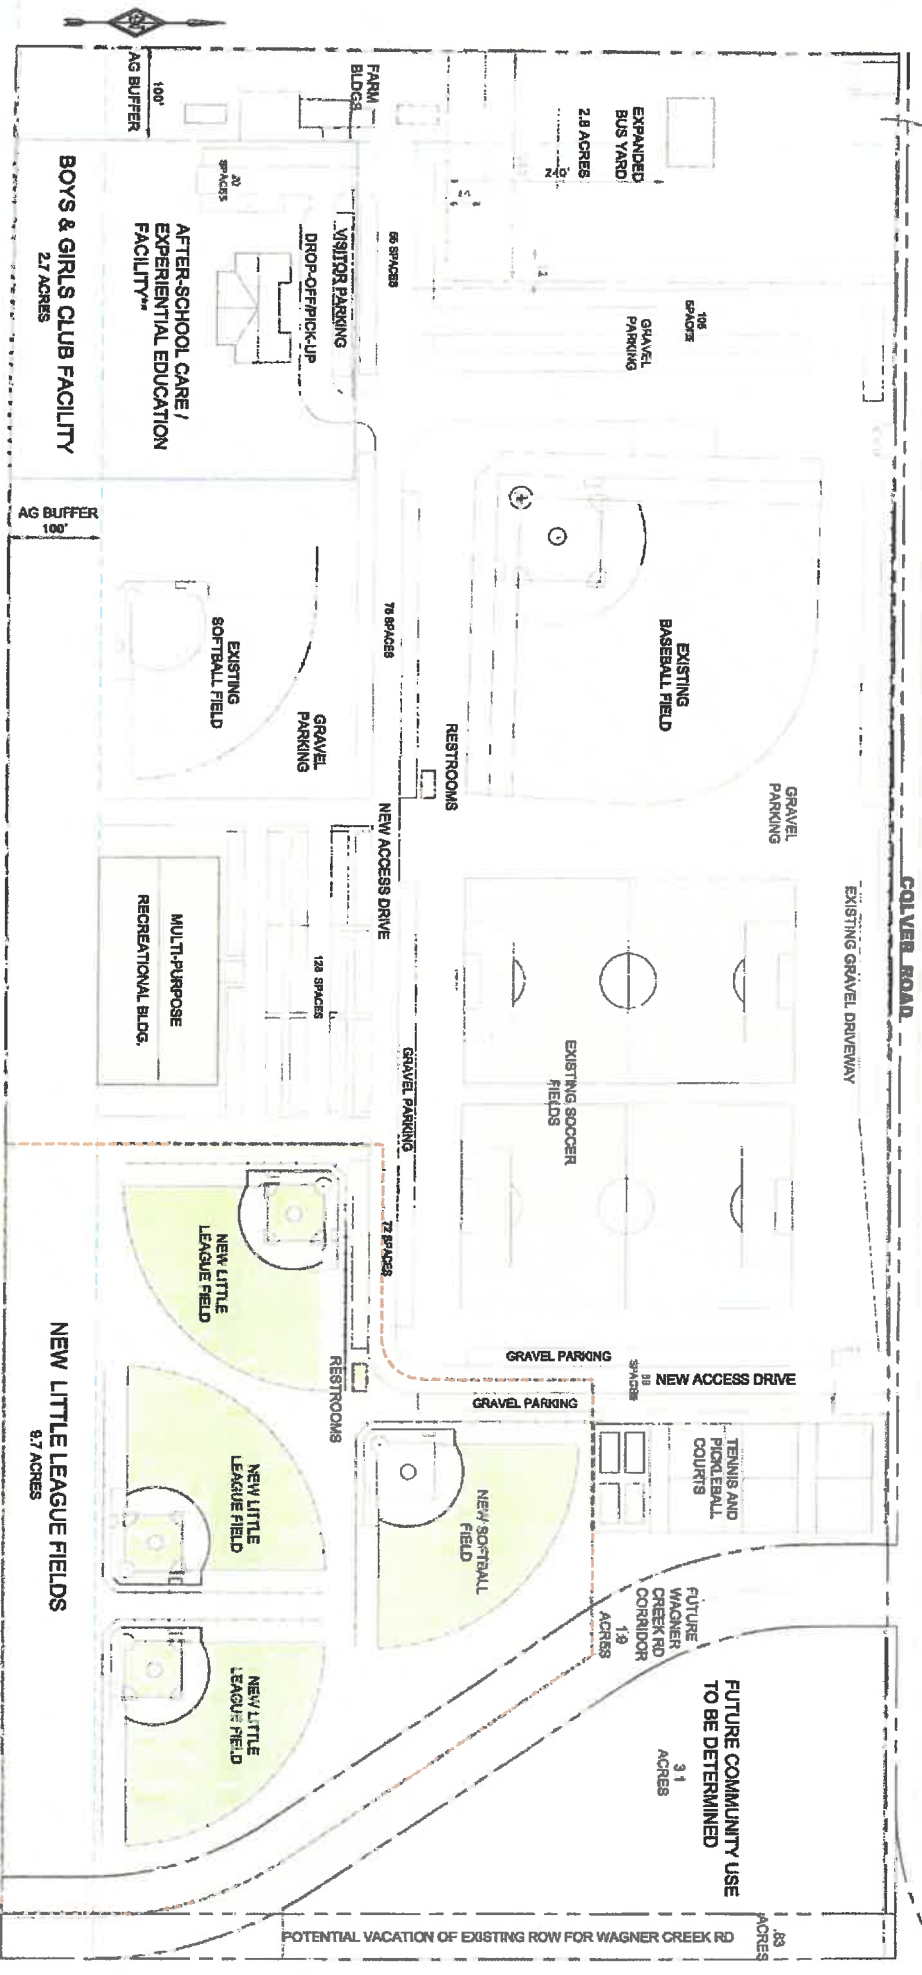 COLVER ROAD
EXPANDED
BUS YARD
2.8 ACRES
240'
FARM
BLDGS
100'
AG BUFFER
20
SPACES
BOYS & GIRLS CLUB FACILITY
2.7 ACRES
AFTER-SCHOOL CARE /
EXPERIENTIAL EDUCATION
FACILITY**
DROP-OFF/PICK-UP
VISITOR PARKING
GRAVEL
PARKING
AG BUFFER
100'
EXISTING
SOFTBALL FIELD
GRAVEL
PARKING
RESTROOMS
EXISTING
BASEBALL FIELD
GRAVEL
PARKING
EXISTING GRAVEL DRIVEWAY
NEW ACCESS DRIVE
128 SPACES
MULTI-PURPOSE
RECREATIONAL BLDG.
GRAVEL PARKING
EXISTING SOCCER
FIELDS
72 SPACES
NEW LITTLE
LEAGUE FIELD
RESTROOMS
GRAVEL PARKING
NEW ACCESS DRIVE
SPACES
GRAVEL PARKING
TENNIS AND
PICKLEBALL
COURTS
NEW SOFTBALL
FIELD
NEW LITTLE
LEAGUE FIELD
NEW LITTLE LEAGUE FIELDS
9.7 ACRES
FUTURE
WAGNER
CREEK RD
CORRIDOR
1.9
ACRES
NEW LITTLE
LEAGUE FIELD
FUTURE COMMUNITY USE
TO BE DETERMINED
3.1
ACRES
POTENTIAL VACATION OF EXISTING ROW FOR WAGNER CREEK RD
.83
ACRES